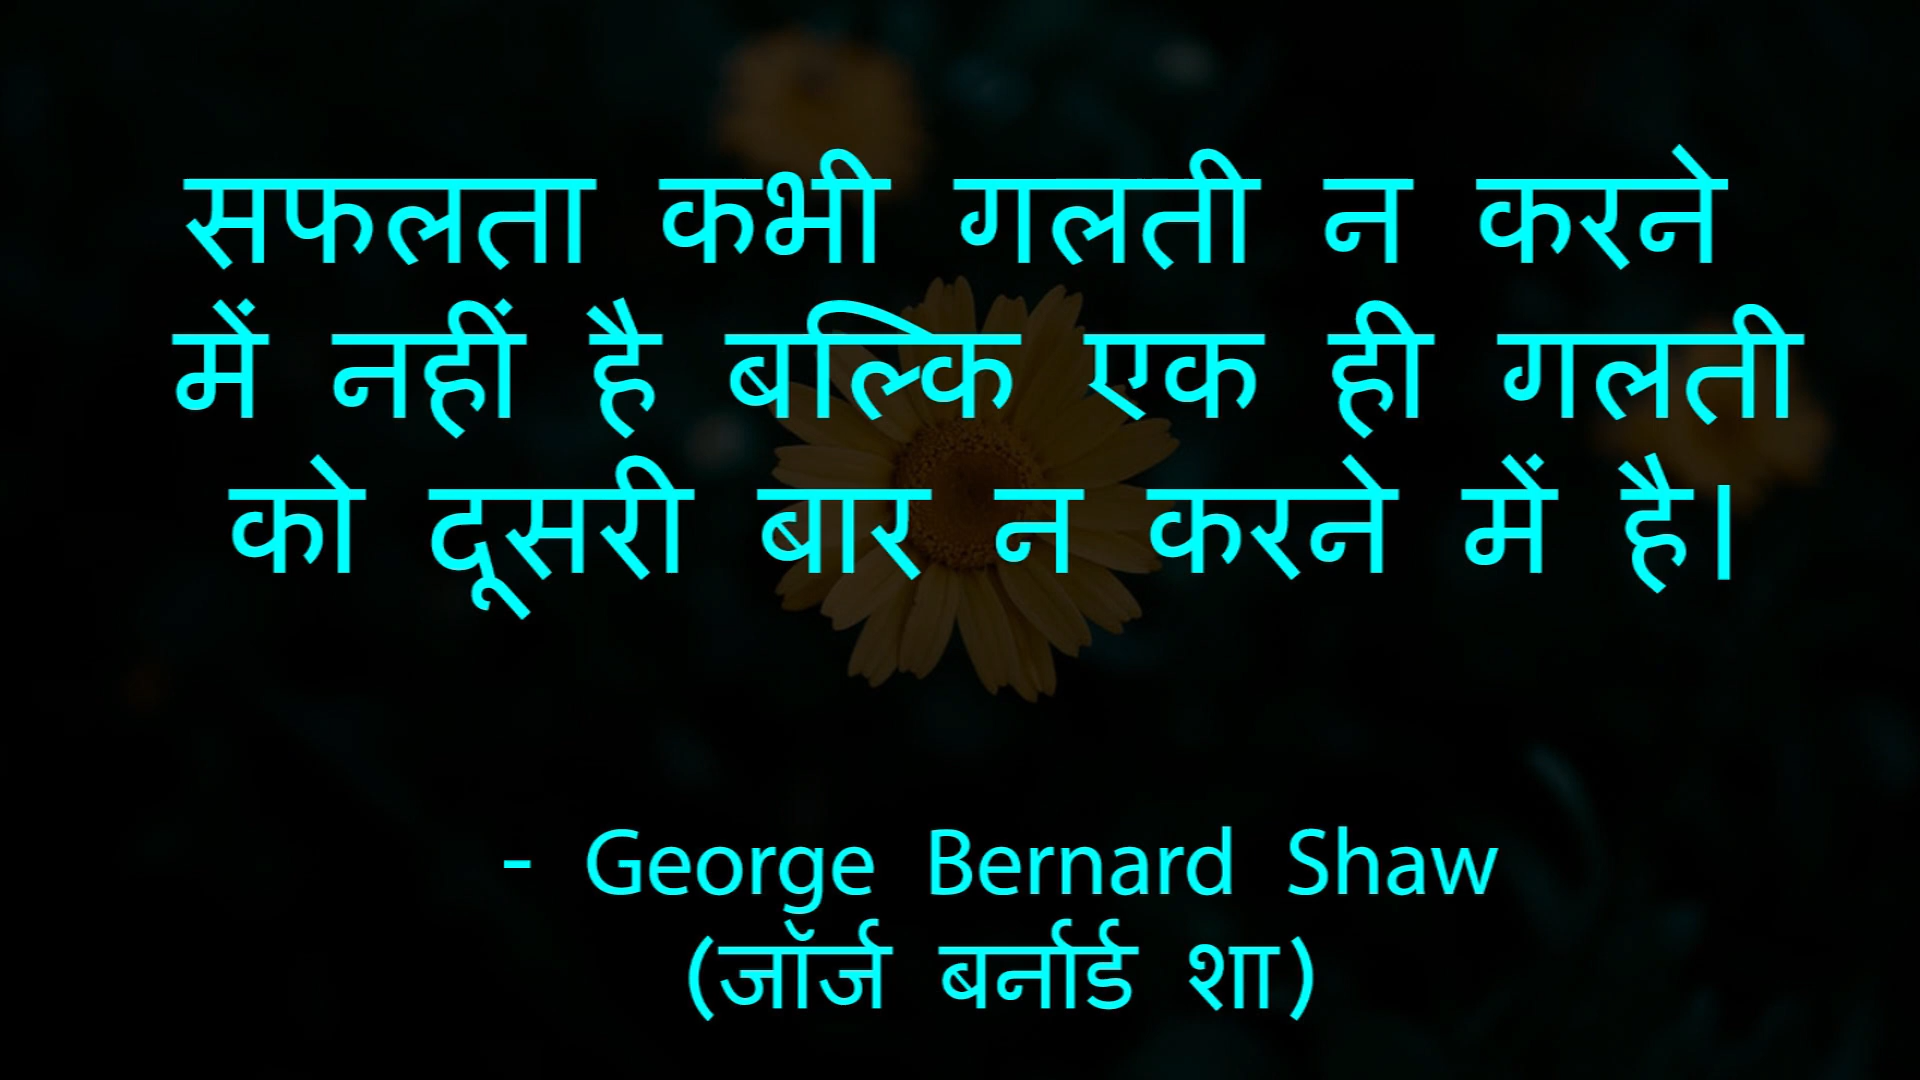 सफलता कभी गलती न करने
में नहीं है बल्कि एक ही गलती
को दूसरी बार न करने में है।
- George Bernard Shaw
(जॉर्ज बर्नार्ड शा)